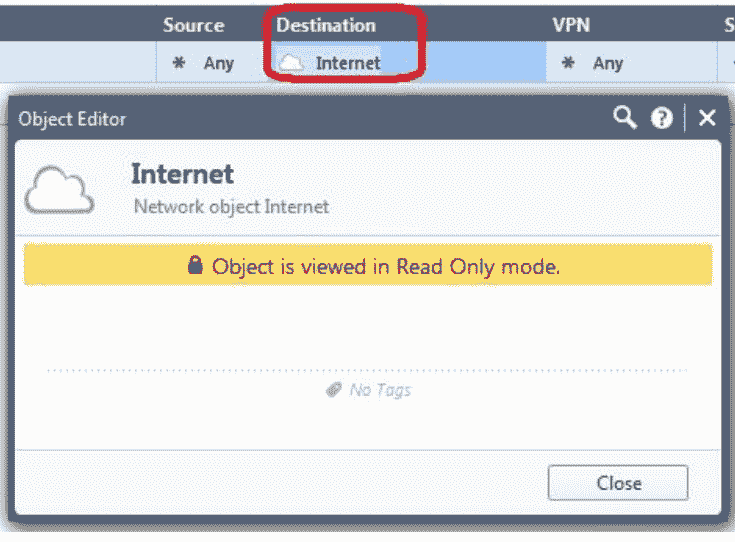 Source Destination VPN S
* Any Internet * Any
Object Editor
Internet
Network object Internet
Object is viewed in Read Only mode.
No Tags
Close